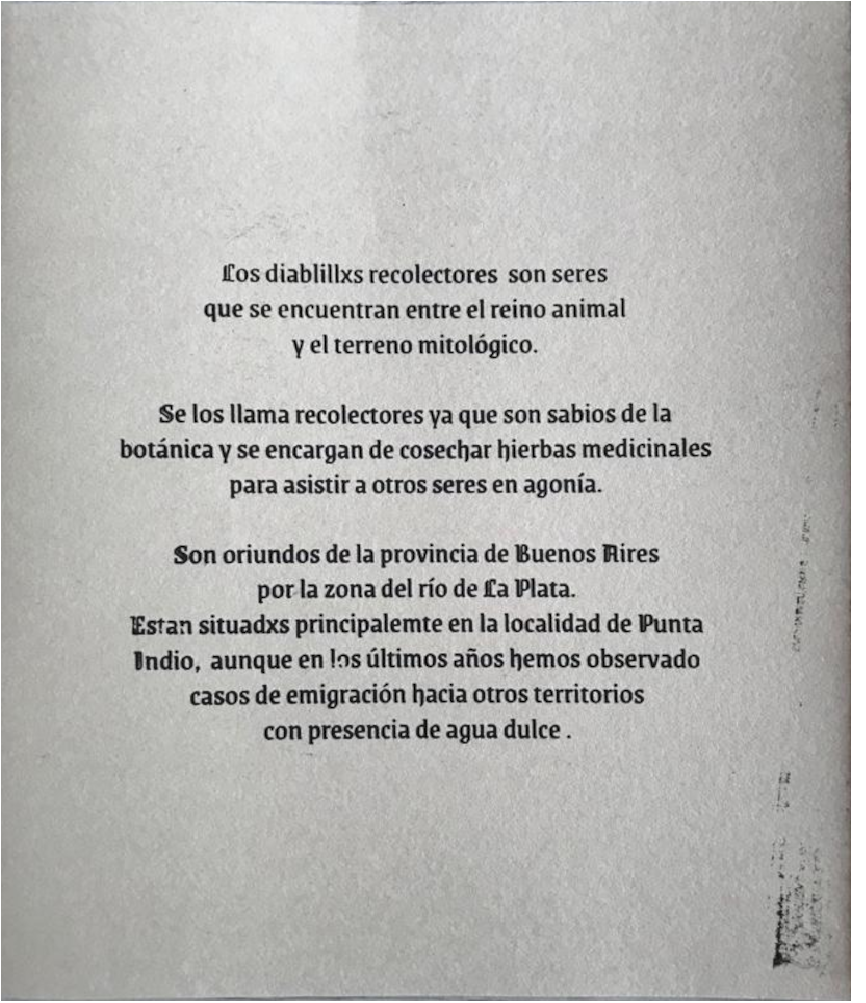 Los diablillxs recolectores son seres
que se encuentran entre el reino animal
y el terreno mitológico.
Se los llama recolectores ya que son sabios de la
botánica y se encargan de cosechar hierbas medicinales
para asistir a otros seres en agonía.
Son oriundos de la provincia de Buenos Aires
por la zona del río de La Plata.
Estan situadxs principalemte en la localidad de Punta
Indio, aunque en los últimos años hemos observado
casos de emigración hacia otros territorios
con presencia de agua dulce .